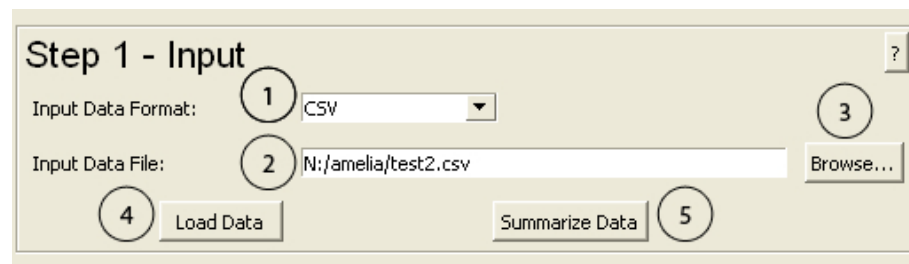 Step 1 - Input
?
Input Data Format: 1 CSV
3
Input Data File: 2 N:/amelia/test2.csv Browse...
4 Load Data Summarize Data 5